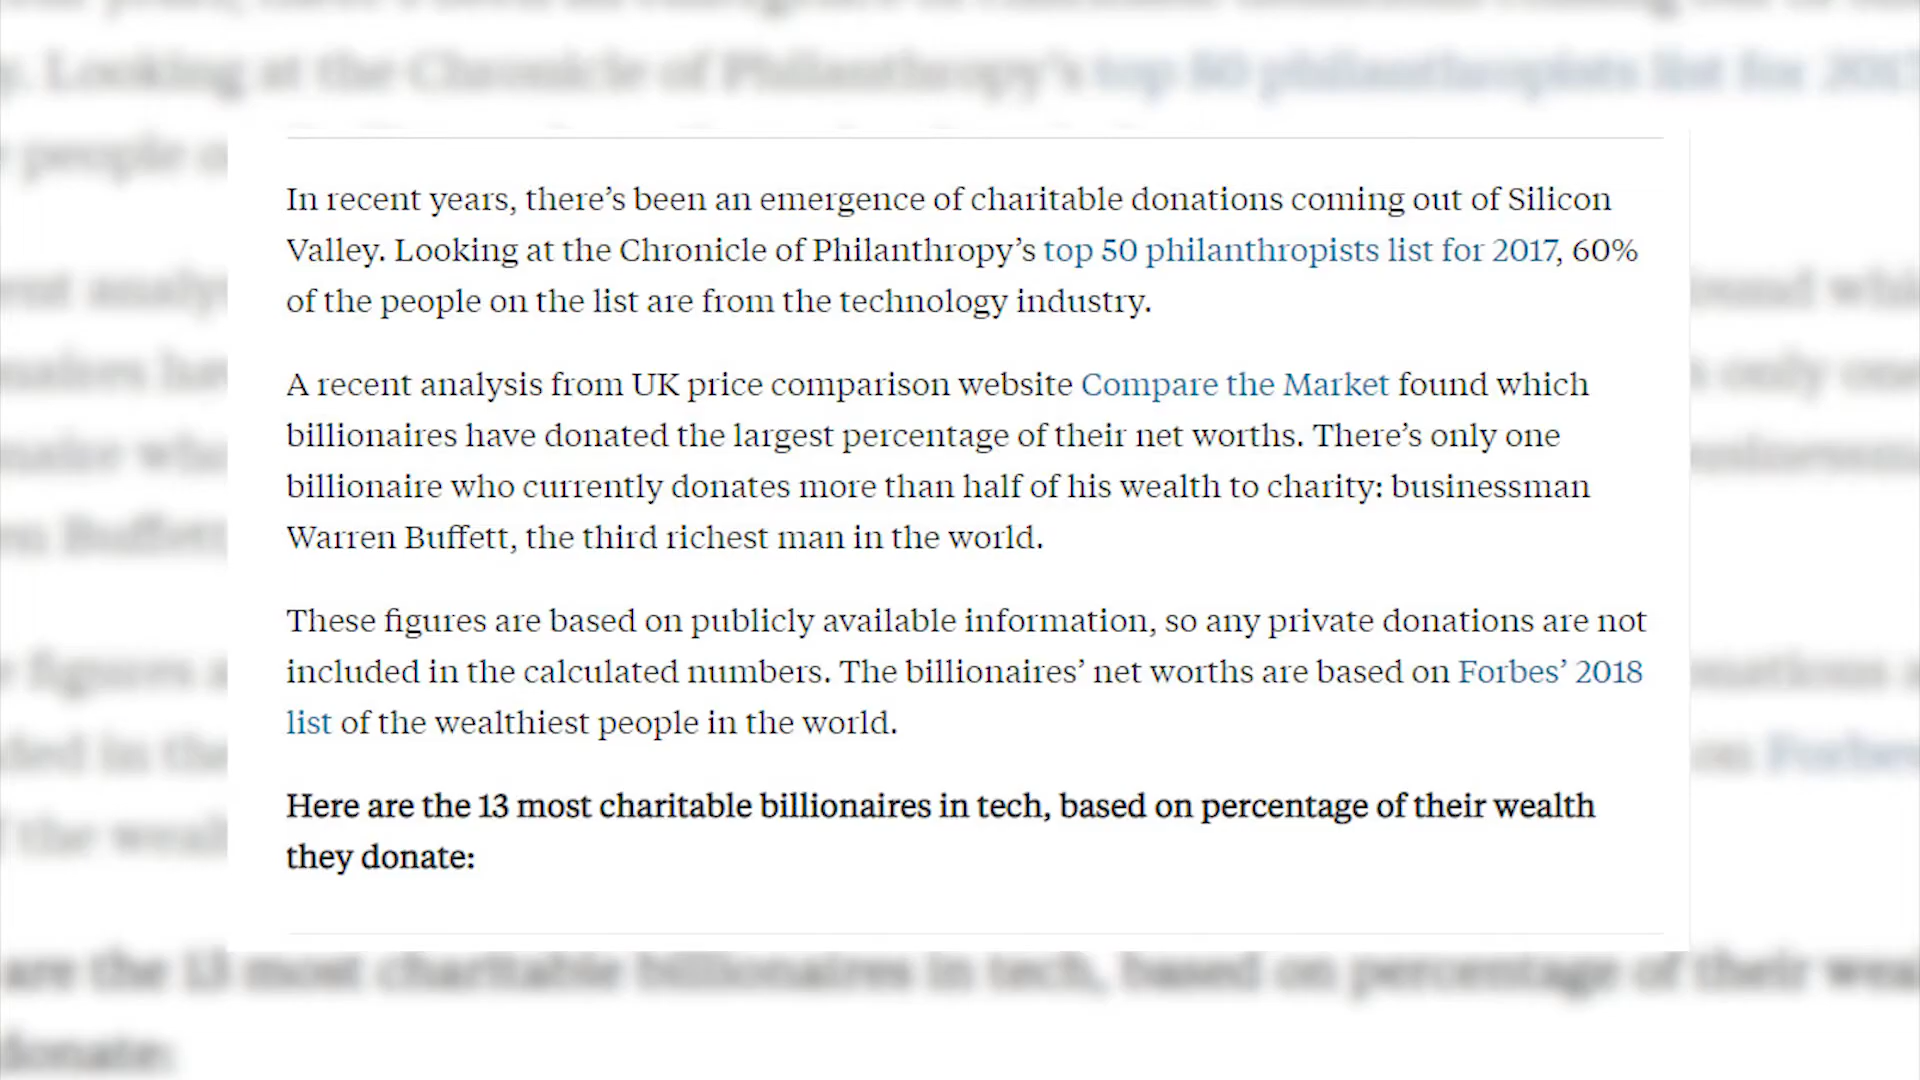 In recent years, there’s been an emergence of charitable donations coming out of Silicon
Valley. Looking at the Chronicle of Philanthropy’s top 50 philanthropists list for 2017, 60%
of the people on the list are from the technology industry.
A recent analysis from UK price comparison website Compare the Market found which
billionaires have donated the largest percentage of their net worths. There’s only one
billionaire who currently donates more than half of his wealth to charity: businessman
Warren Buffett, the third richest man in the world.
These figures are based on publicly available information, so any private donations are not
included in the calculated numbers. The billionaires’ net worths are based on Forbes’ 2018
list of the wealthiest people in the world.
Here are the 13 most charitable billionaires in tech, based on percentage of their wealth
they donate: